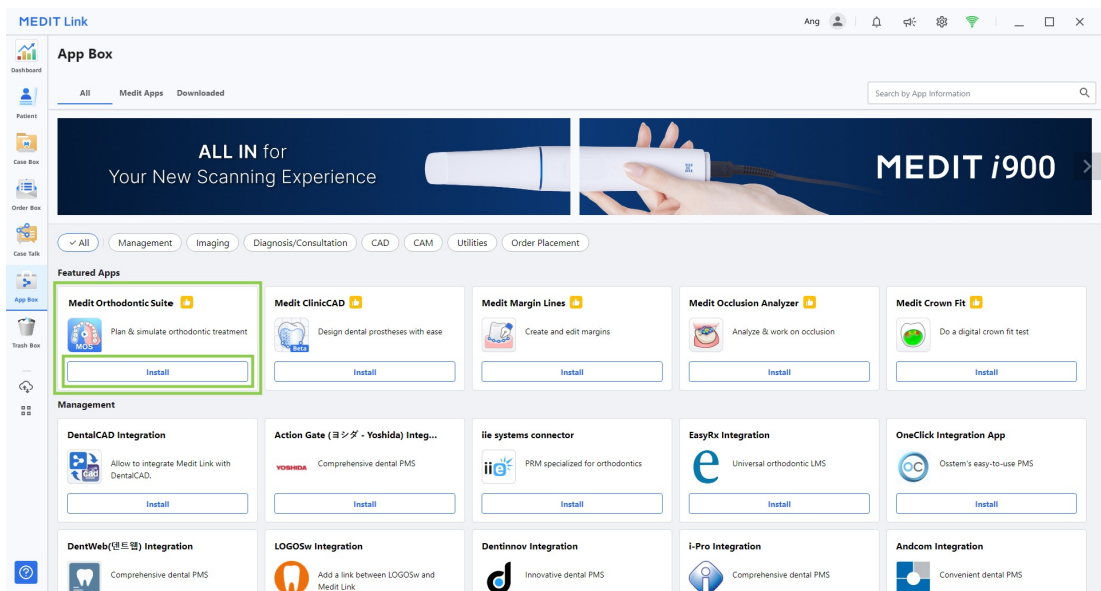 MEDIT Link
Ang
Dashboard
Patient
Case Box
Order Box
Case Talk
App Box
Trash Box
App Box
All Medit Apps Downloaded
Search by App Information
ALL IN for
Your New Scanning Experience
MEDIT i900
All Management Imaging Diagnosis/Consultation CAD CAM Utilities Order Placement
Featured Apps
Medit Orthodontic Suite
MOS
Plan & simulate orthodontic treatment
Install
Medit ClinicCAD
Beta
Design dental prostheses with ease
Install
Medit Margin Lines
Create and edit margins
Install
Medit Occlusion Analyzer
Analyze & work on occlusion
Install
Medit Crown Fit
Do a digital crown fit test
Install
Management
DentalCAD Integration
cad
Allow to integrate Medit Link with
DentalCAD.
Install
Action Gate (ヨシダ - Yoshida) Integ...
YOSHIDA
Comprehensive dental PMS
Install
iie systems connector
iie
PRM specialized for orthodontics
Install
EasyRx Integration
e
Universal orthodontic LMS
Install
OneClick Integration App
OC
Osstem's easy-to-use PMS
Install
DentWeb(덴트웹) Integration
Comprehensive dental PMS
LOGOSw Integration
Add a link between LOGOSw and
Medit Link
Dentinnov Integration
Innovative dental PMS
i-Pro Integration
Comprehensive dental PMS
Andcom Integration
Convenient dental PMS